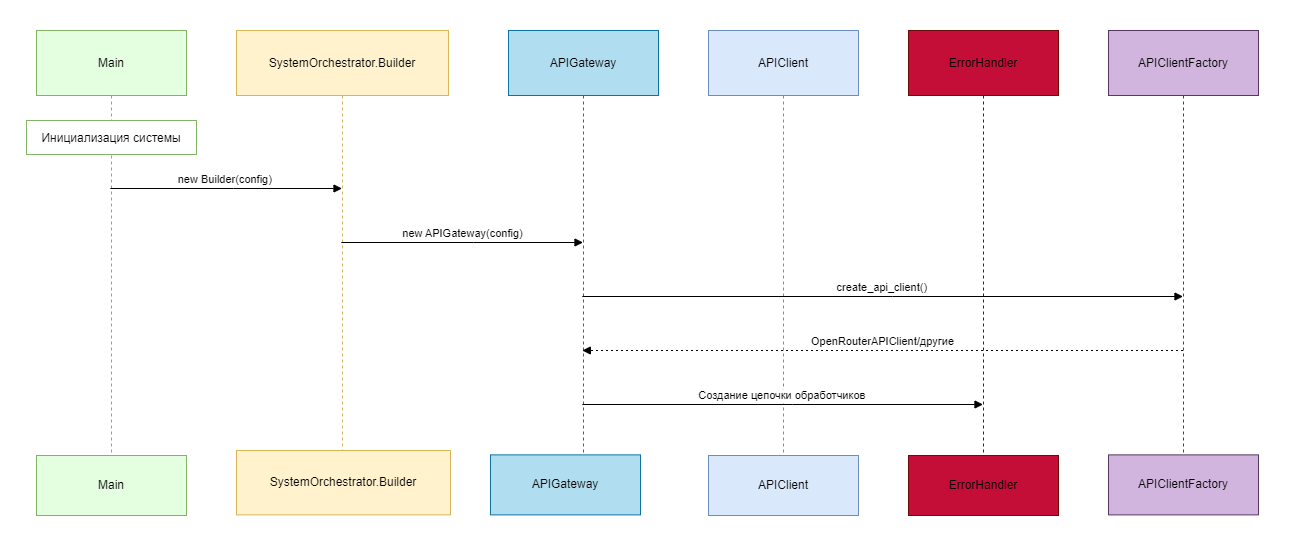 Main
SystemOrchestrator.Builder
APIGateway
APIClient
ErrorHandler
APIClientFactory
Инициализация системы
new Builder(config)
new APIGateway(config)
create_api_client()
OpenRouterAPIClient/другие
Создание цепочки обработчиков
Main
SystemOrchestrator.Builder
APIGateway
APIClient
ErrorHandler
APIClientFactory